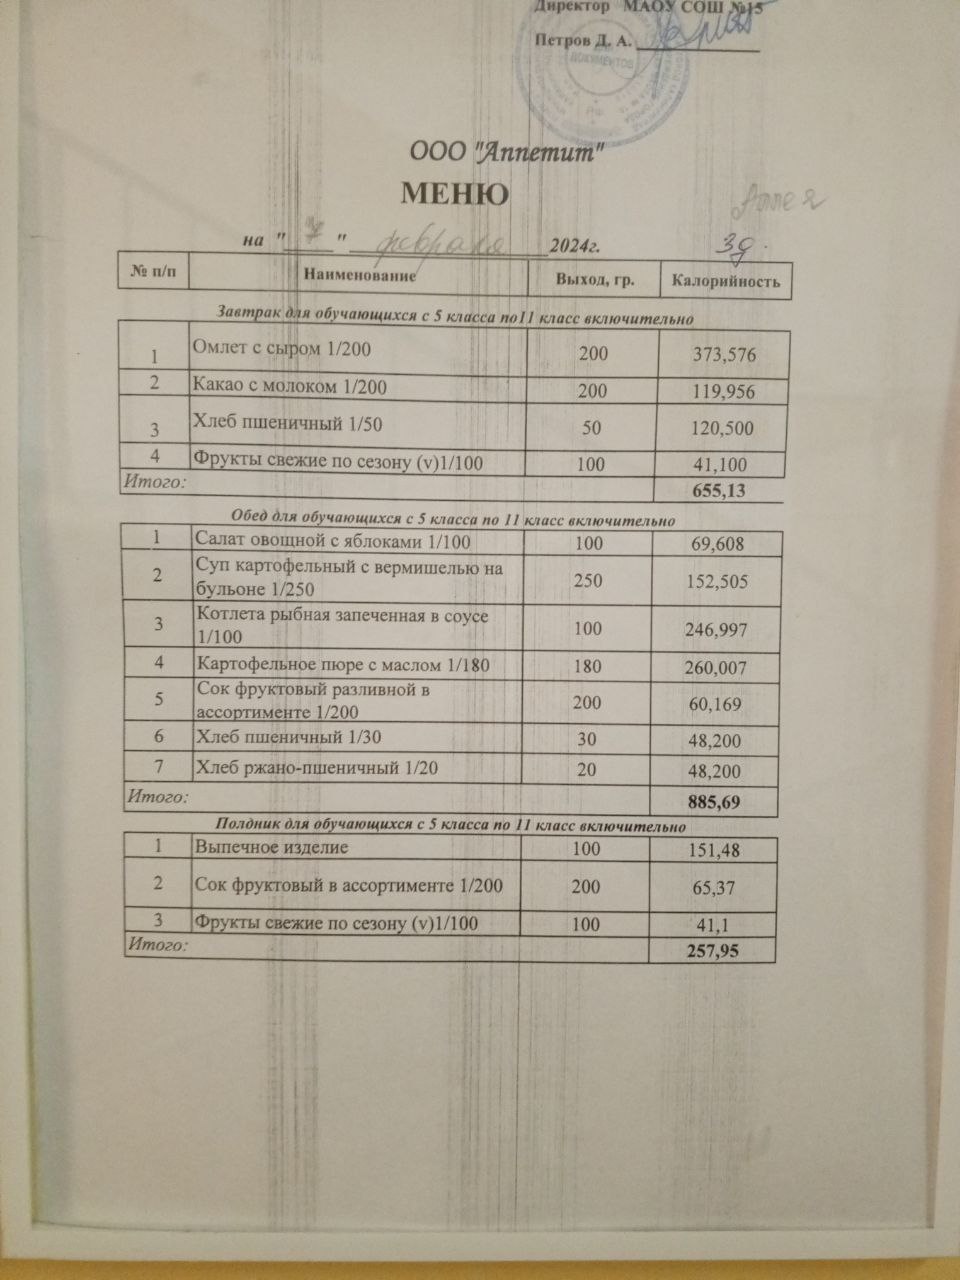 Директор МАОУ СОШ №15
Петров Д. А.
ДОКУМЕНТОВ
ООО "Аппетит"
МЕНЮ
на "7" февраля 2024г.
№ п/п Наименование Выход, гр. Калорийность
Завтрак для обучающихся с 5 класса по11 класс включительно
1 Омлет с сыром 1/200 200 373,576
2 Какао с молоком 1/200 200 119,956
3 Хлеб пшеничный 1/50 50 120,500
4 Фрукты свежие по сезону (v)1/100 100 41,100
Итого: 655,13
Обед для обучающихся с 5 класса по 11 класс включительно
1 Салат овощной с яблоками 1/100 100 69,608
2 Суп картофельный с вермишелью на
бульоне 1/250 250 152,505
3 Котлета рыбная запеченная в соусе
1/100 100 246,997
4 Картофельное пюре с маслом 1/180 180 260,007
5 Сок фруктовый разливной в
ассортименте 1/200 200 60,169
6 Хлеб пшеничный 1/30 30 48,200
7 Хлеб ржано-пшеничный 1/20 20 48,200
Итого: 885,69
Полдник для обучающихся с 5 класса по 11 класс включительно
1 Выпечное изделие 100 151,48
2 Сок фруктовый в ассортименте 1/200 200 65,37
3 Фрукты свежие по сезону (v)1/100 100 41,1
Итого: 257,95